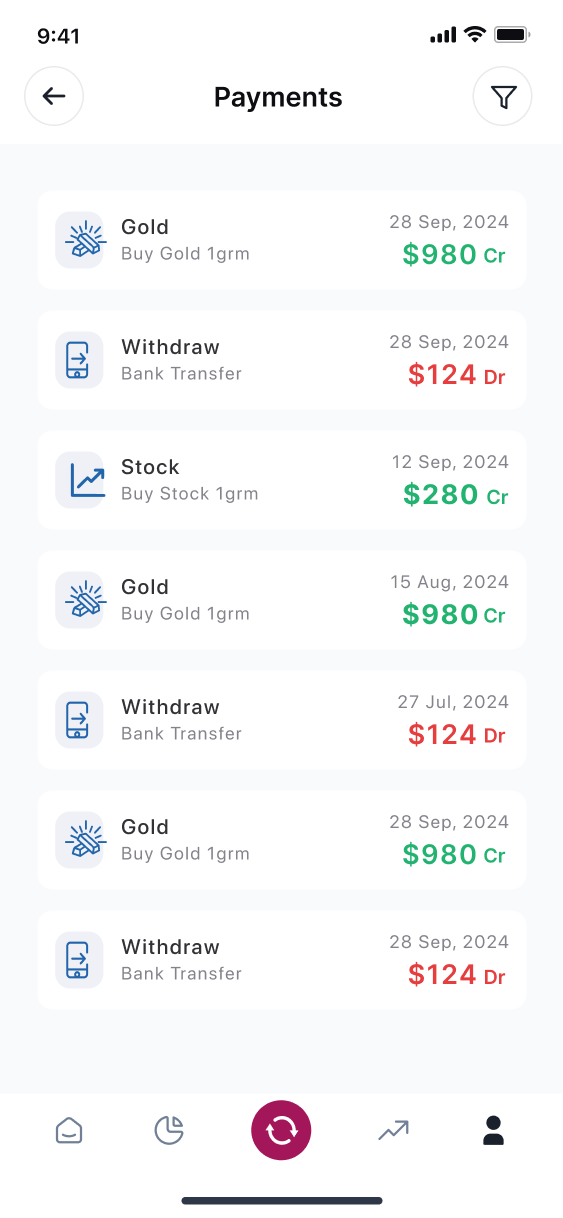 9:41
Payments
Gold
28 Sep, 2024
Buy Gold 1grm
$980 Cr
Withdraw
28 Sep, 2024
Bank Transfer
$124 Dr
Stock
12 Sep, 2024
Buy Stock 1grm
$280 Cr
Gold
15 Aug, 2024
Buy Gold 1grm
$980 Cr
Withdraw
27 Jul, 2024
Bank Transfer
$124 Dr
Gold
28 Sep, 2024
Buy Gold 1grm
$980 Cr
Withdraw
28 Sep, 2024
Bank Transfer
$124 Dr